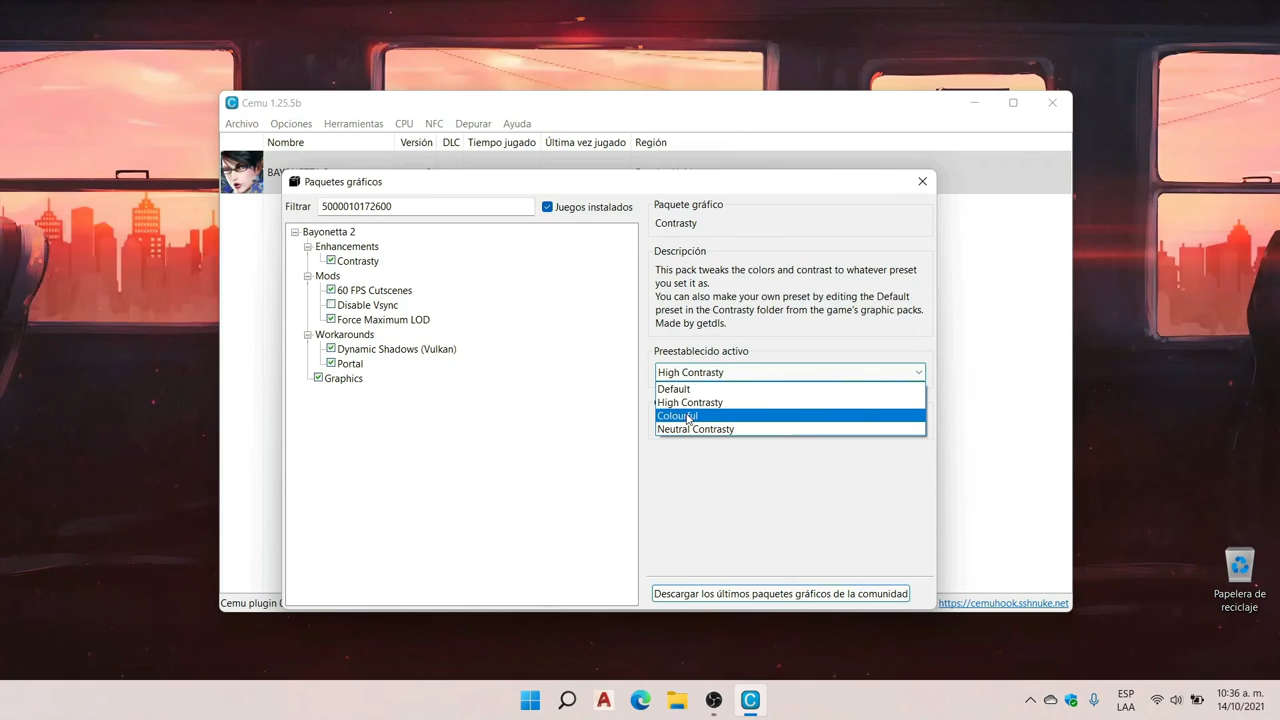 Cemu 1.25.5b
Archivo Opciones Herramientas CPU NFC Depurar Ayuda
Nombre Versión DLC Tiempo jugado Última vez jugado Región
Paquetes gráficos
Filtrar 5000010172600 Juegos instalados
Bayonetta 2
Enhancements
Contrasty
Mods
60 FPS Cutscenes
Disable Vsync
Force Maximum LOD
Workarounds
Dynamic Shadows (Vulkan)
Portal
Graphics
Paquete gráfico
Contrasty
Descripción
This pack tweaks the colors and contrast to whatever preset
you set it as.
You can also make your own preset by editing the Default
preset in the Contrasty folder from the game's graphic packs.
Made by getdls.
Preestablecido activo
High Contrasty
Default
High Contrasty
Colourful
Neutral Contrasty
Descargar los últimos paquetes gráficos de la comunidad
Cemu plugin
https://cemuhook.sshnuke.net
Papelera de
reciclaje
ESP
LAA
10:36 a. m.
14/10/2021